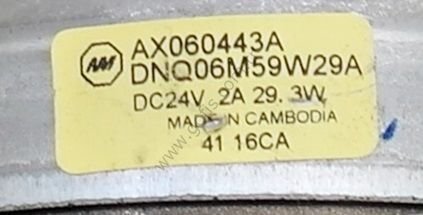 AX060443A
DNQ06M59W29A
DC24V 2A 29.3W
MADE IN CAMBODIA
41 16CA